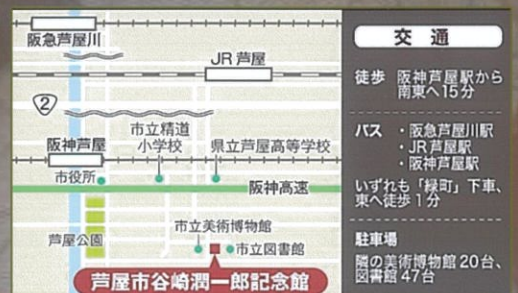 阪急芦屋川
JR 芦屋
2
市立精道
小学校
県立芦屋高等学校
阪神芦屋
市役所
阪神高速
芦屋公園
市立美術博物館
市立図書館
芦屋市谷崎潤一郎記念館
交 通
徒歩 阪神芦屋駅から
南東へ15分
バス ・阪急芦屋川駅
・JR芦屋駅
・阪神芦屋駅
いずれも「緑町」下車、
東へ徒歩1分
駐車場
隣の美術博物館20台、
図書館47台